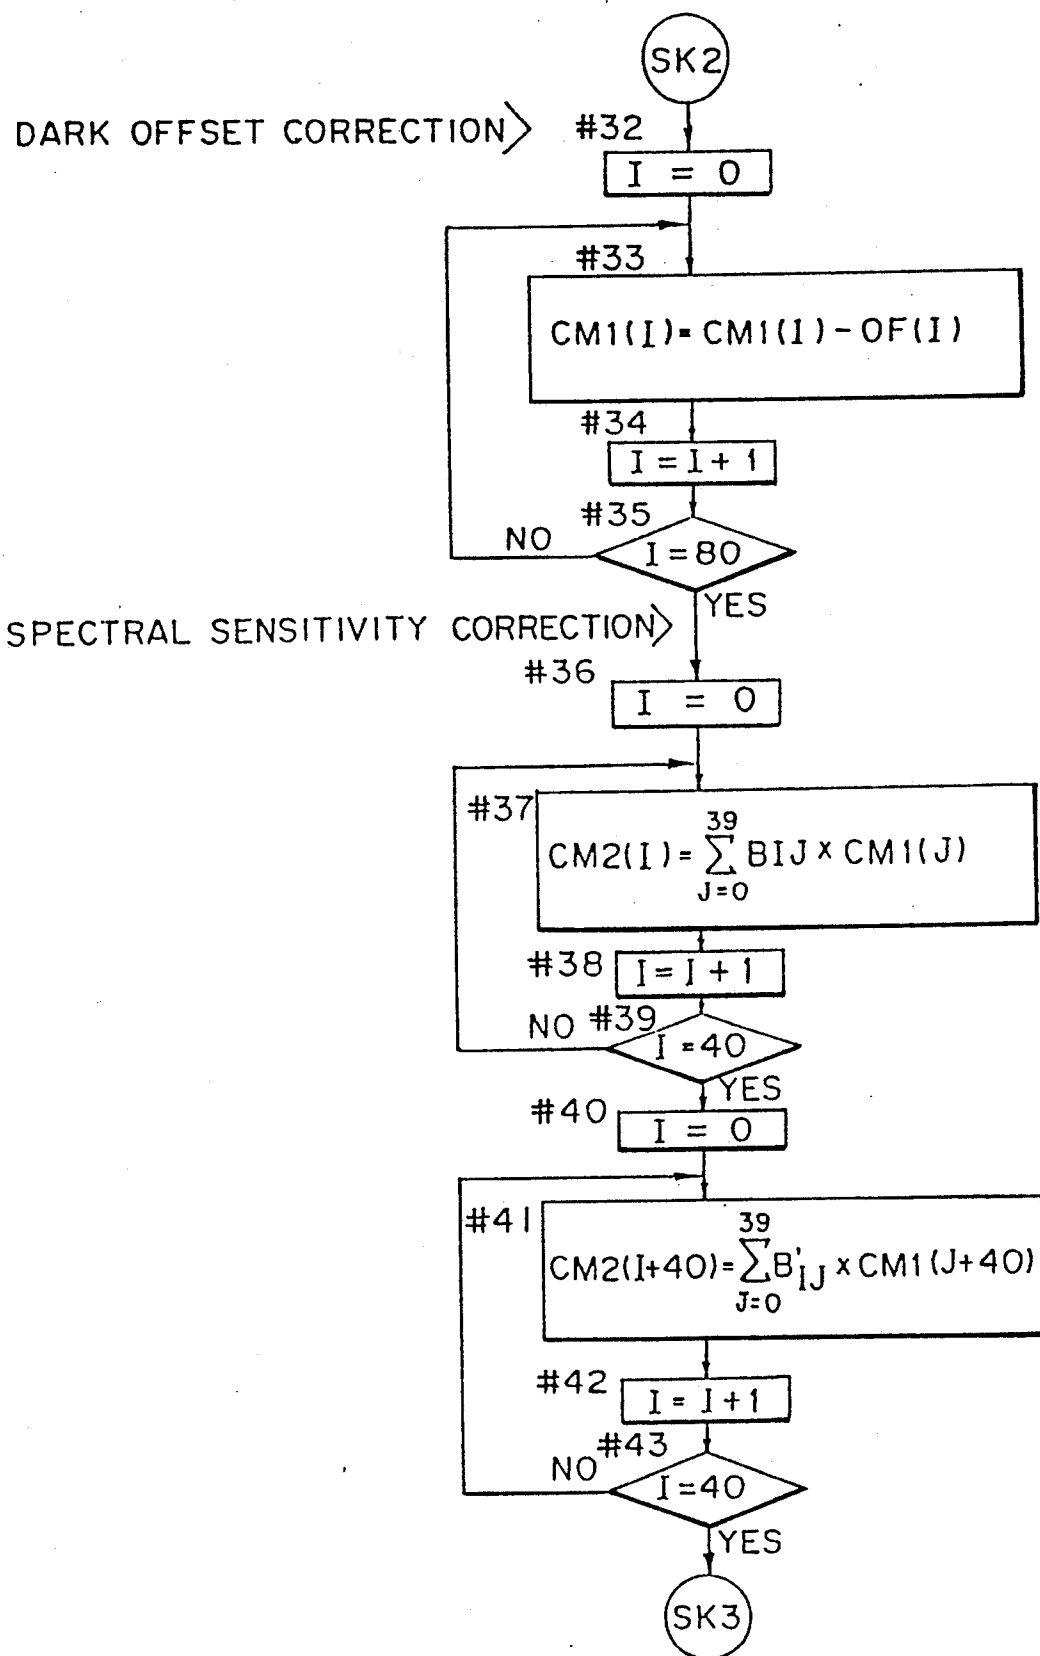 SK2
DARK OFFSET CORRECTION>
#32
I = 0
#33
CM1(I)=CM1(I)-OF(I)
#34
I=I+1
#35
NO
I=80
YES
SPECTRAL SENSITIVITY CORRECTION>
#36
I = 0
#37
39
CM2(I)=∑ BIJ×CM1(J)
J=0
#38
I=I+1
NO
#39
I=40
YES
#40
I = 0
#41
39
CM2(I+40)=∑B'IJ×CM1(J+40)
J=0
#42
I=I+1
#43
NO
I=40
YES
SK3